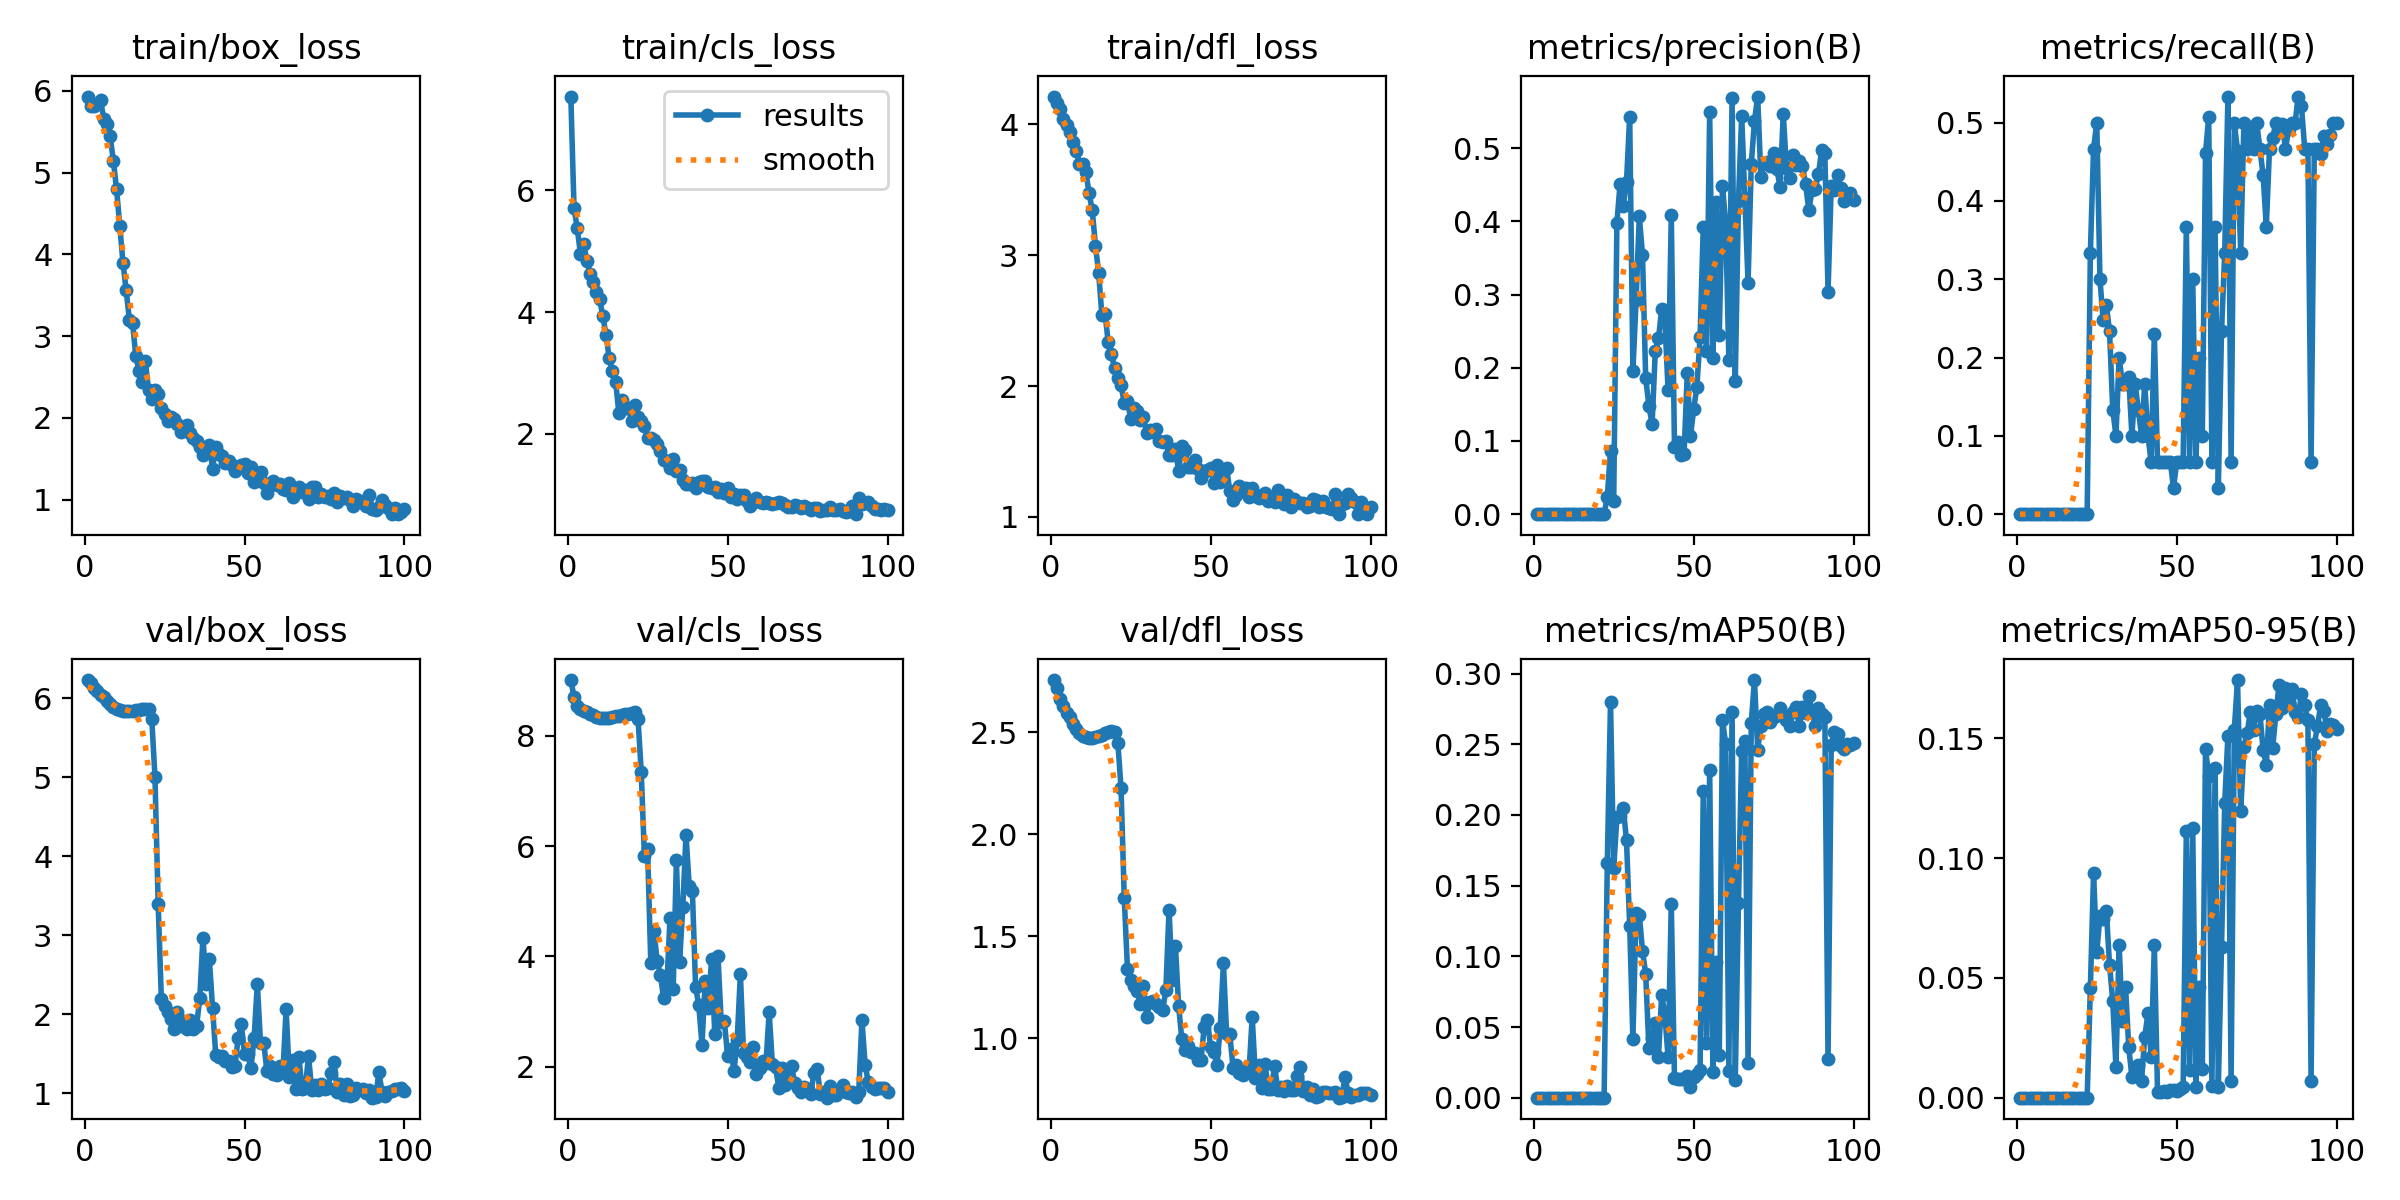 train/box_loss
train/cls_loss
train/dfl_loss
metrics/precision(B)
metrics/recall(B)
results
smooth
6
5
4
3
2
1
0 50 100
6
4
2
0 50 100
4
3
2
1
0 50 100
0.5
0.4
0.3
0.2
0.1
0.0
0 50 100
0.5
0.4
0.3
0.2
0.1
0.0
0 50 100
val/box_loss
val/cls_loss
val/dfl_loss
metrics/mAP50(B)
metrics/mAP50-95(B)
6
5
4
3
2
1
0 50 100
8
6
4
2
0 50 100
2.5
2.0
1.5
1.0
0 50 100
0.30
0.25
0.20
0.15
0.10
0.05
0.00
0 50 100
0.15
0.10
0.05
0.00
0 50 100